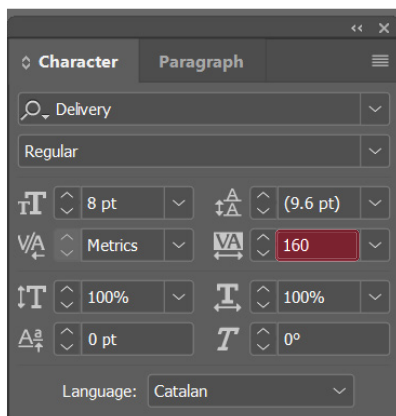 Character Paragraph
Delivery
Regular
8 pt (9.6 pt)
Metrics 160
100% 100%
0 pt 0°
Language: Catalan